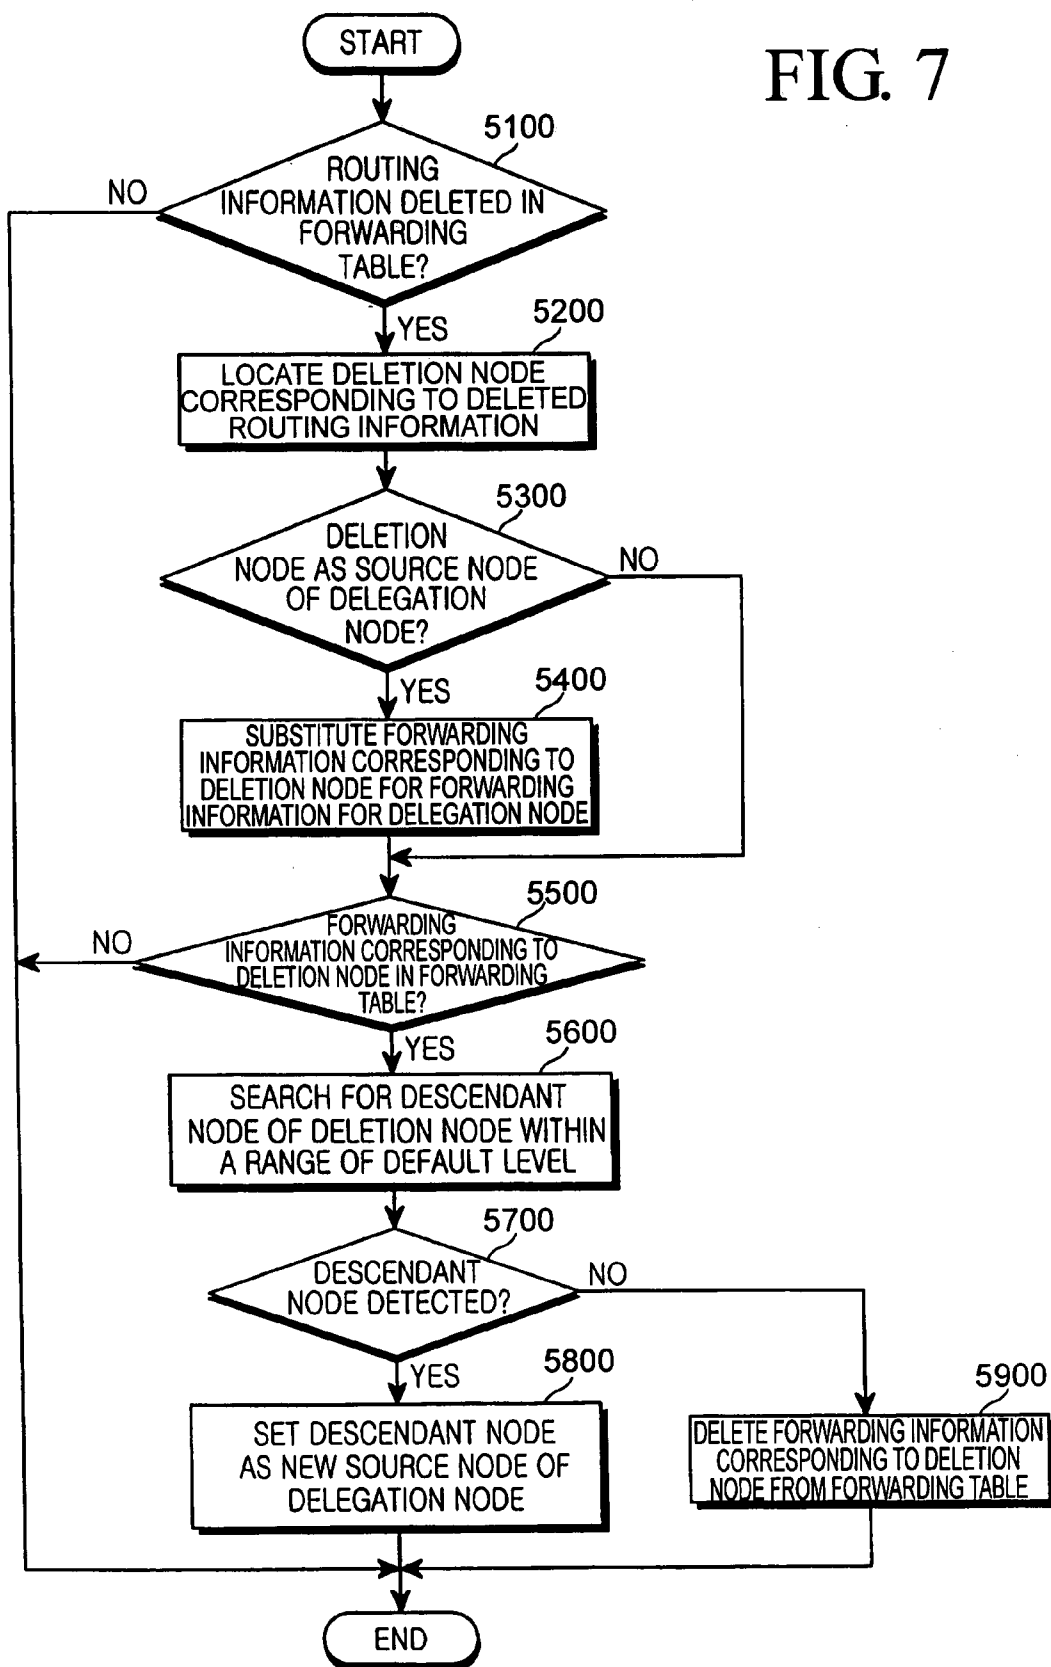 START
FIG. 7
5100
ROUTING
INFORMATION DELETED IN
FORWARDING
TABLE?
NO
YES
5200
LOCATE DELETION NODE
CORRESPONDING TO DELETED
ROUTING INFORMATION
5300
DELETION
NODE AS SOURCE NODE
OF DELEGATION
NODE?
NO
YES
5400
SUBSTITUTE FORWARDING
INFORMATION CORRESPONDING TO
DELETION NODE FOR FORWARDING
INFORMATION FOR DELEGATION NODE
5500
FORWARDING
INFORMATION CORRESPONDING TO
DELETION NODE IN FORWARDING
TABLE?
NO
YES
5600
SEARCH FOR DESCENDANT
NODE OF DELETION NODE WITHIN
A RANGE OF DEFAULT LEVEL
5700
DESCENDANT
NODE DETECTED?
NO
YES
5800
SET DESCENDANT NODE
AS NEW SOURCE NODE OF
DELEGATION NODE
5900
DELETE FORWARDING INFORMATION
CORRESPONDING TO DELETION
NODE FROM FORWARDING TABLE
END